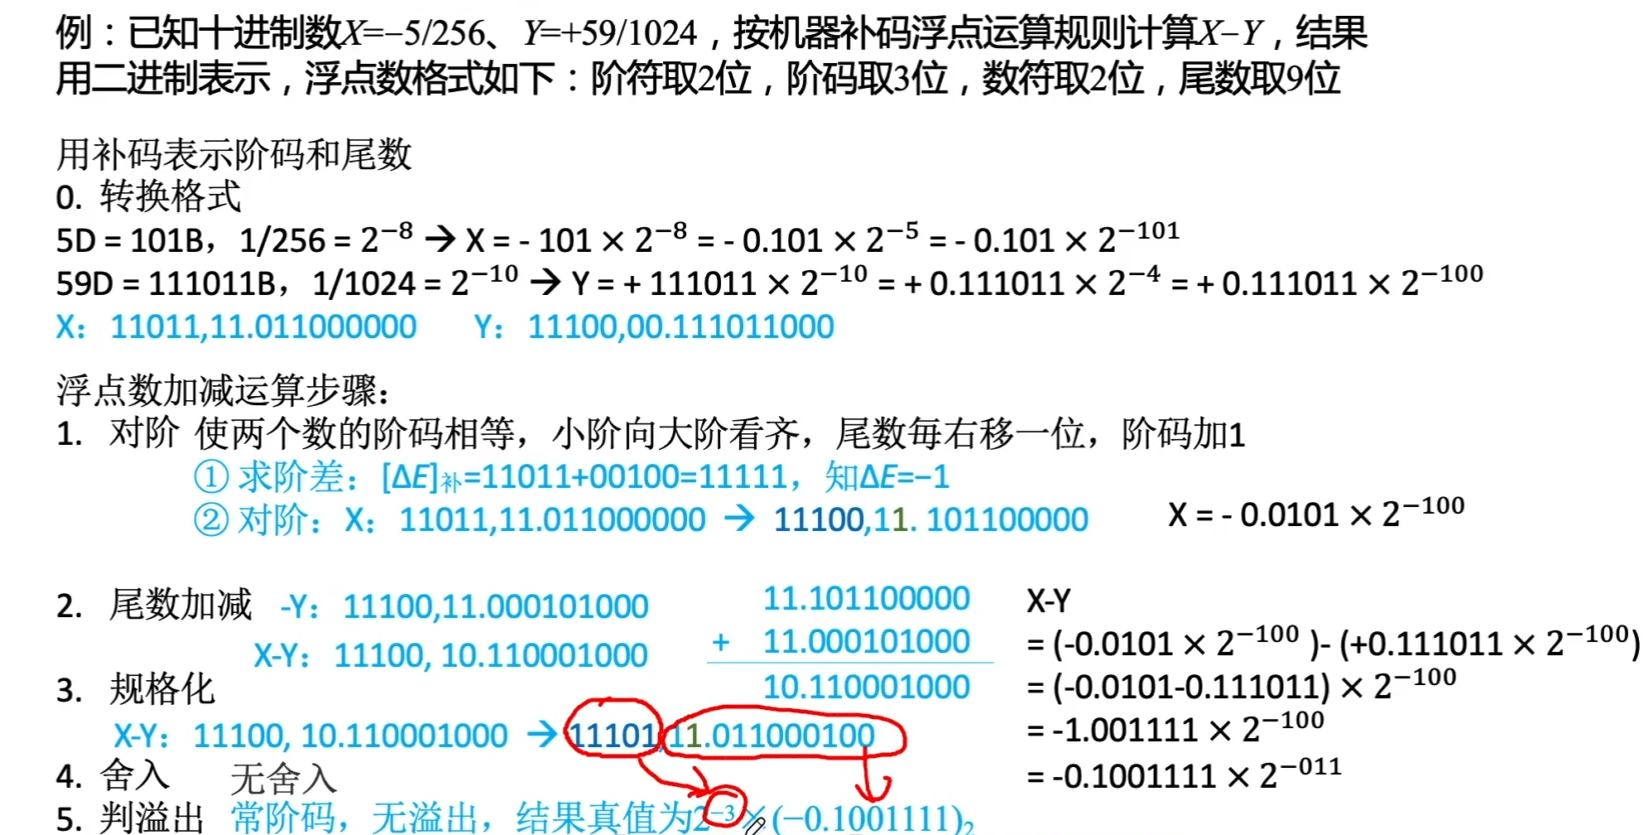 例：已知十进制数X=−5/256、Y=+59/1024，按机器补码浮点运算规则计算X−Y，结果
用二进制表示，浮点数格式如下：阶符取2位，阶码取3位，数符取2位，尾数取9位
用补码表示阶码和尾数
0. 转换格式
5D = 101B，1/256 = 2⁻⁸ → X = - 101 × 2⁻⁸ = - 0.101 × 2⁻⁵ = - 0.101 × 2⁻¹⁰¹
59D = 111011B，1/1024 = 2⁻¹⁰ → Y = + 111011 × 2⁻¹⁰ = + 0.111011 × 2⁻⁴ = + 0.111011 × 2⁻¹⁰⁰
X：11011,11.011000000 Y：11100,00.111011000
浮点数加减运算步骤：
1. 对阶 使两个数的阶码相等，小阶向大阶看齐，尾数每右移一位，阶码加1
① 求阶差：[ΔE]补=11011+00100=11111，知ΔE=−1
② 对阶：X：11011,11.011000000 → 11100,11. 101100000 X = - 0.0101 × 2⁻¹⁰⁰
2. 尾数加减 -Y：11100,11.000101000
X-Y：11100, 10.110001000
11.101100000
+ 11.000101000
10.110001000
X-Y
= (-0.0101 × 2⁻¹⁰⁰ )- (+0.111011 × 2⁻¹⁰⁰)
= (-0.0101-0.111011) × 2⁻¹⁰⁰
= -1.001111 × 2⁻¹⁰⁰
= -0.1001111 × 2⁻⁰¹¹
3. 规格化
X-Y：11100, 10.110001000 → 11101,11.011000100
4. 舍入 无舍入
5. 判溢出 常阶码，无溢出，结果真值为2⁻³×(−0.1001111)₂